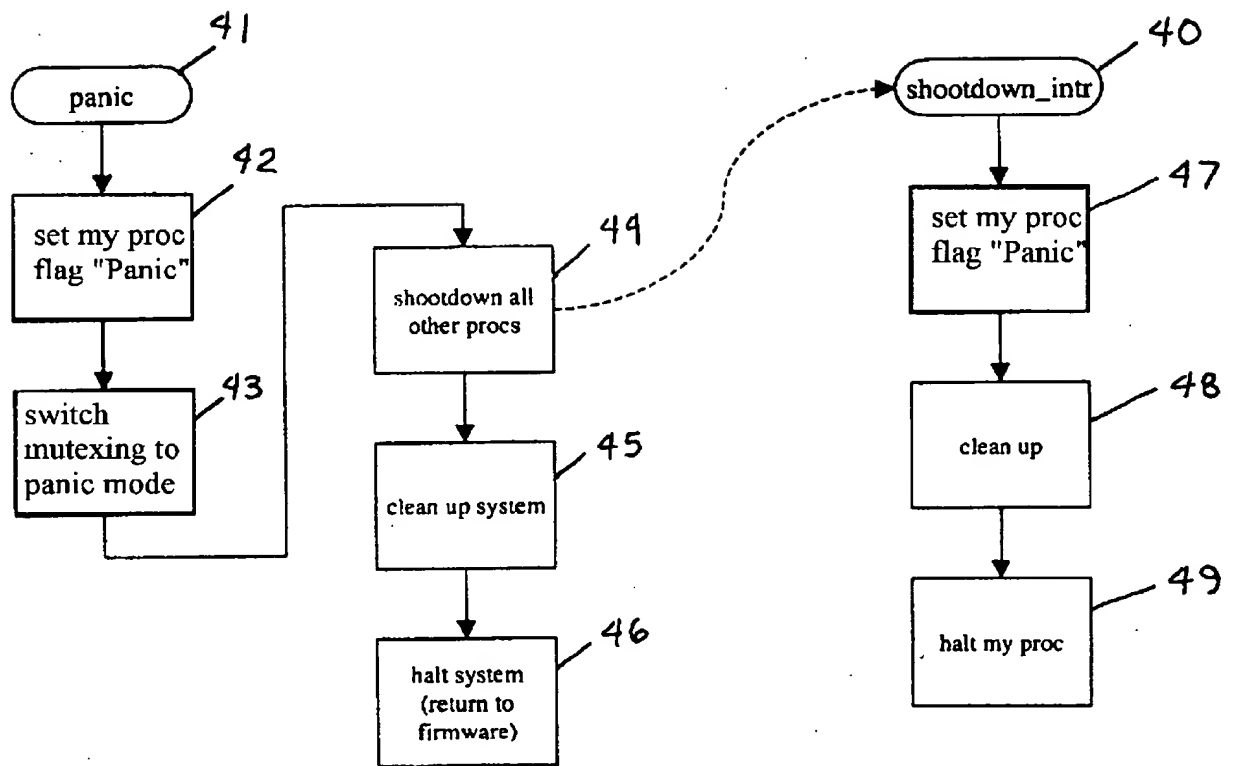 41
panic
42
set my proc
flag "Panic"
43
switch
mutexing to
panic mode
44
shootdown all
other procs
45
clean up system
46
halt system
(return to
firmware)
40
shootdown_intr
47
set my proc
flag "Panic"
48
clean up
49
halt my proc